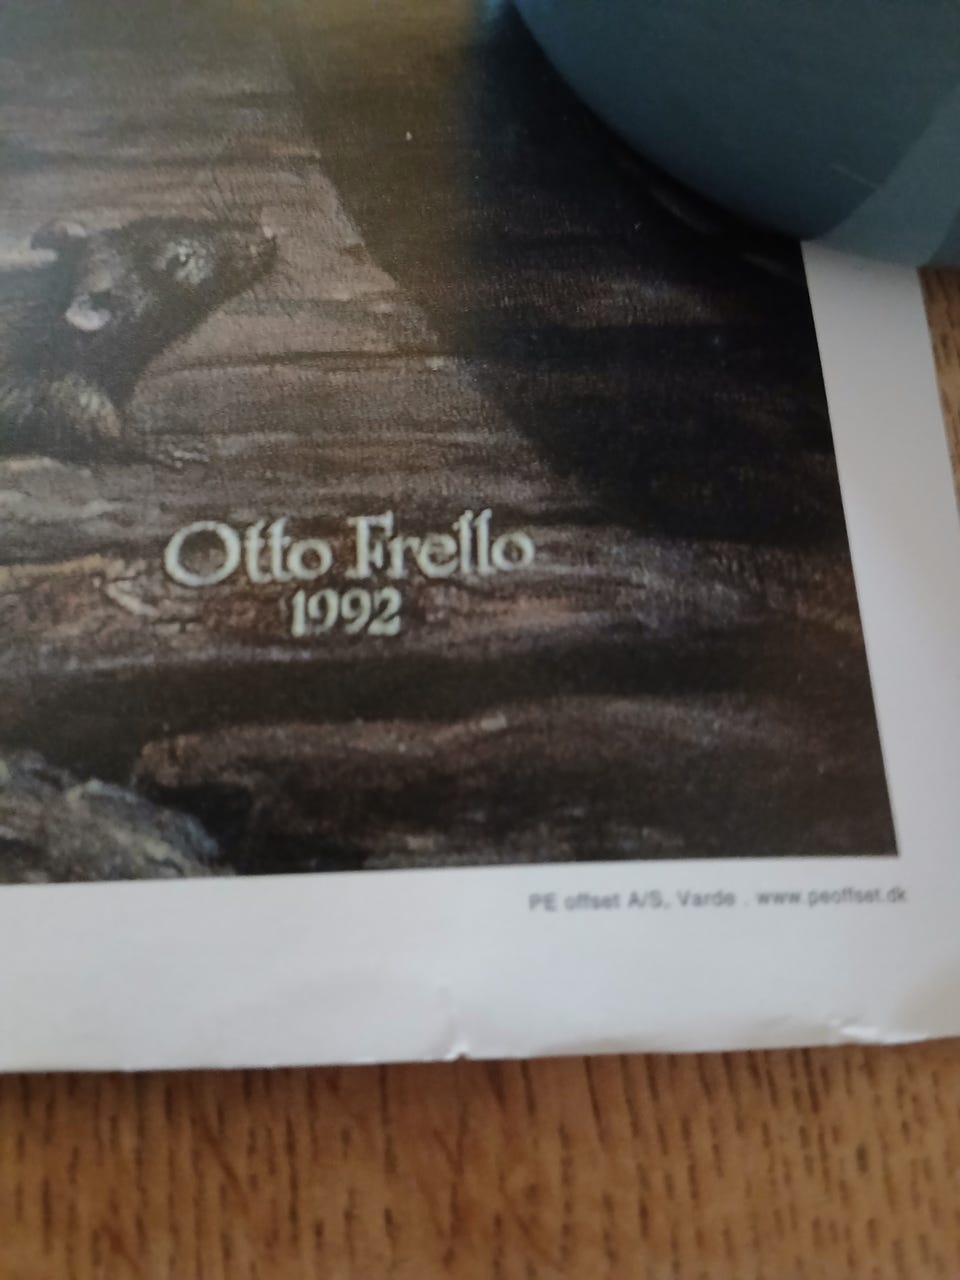 Otto Frello
1992
PE offset A/S, Varde . www.peoffset.dk